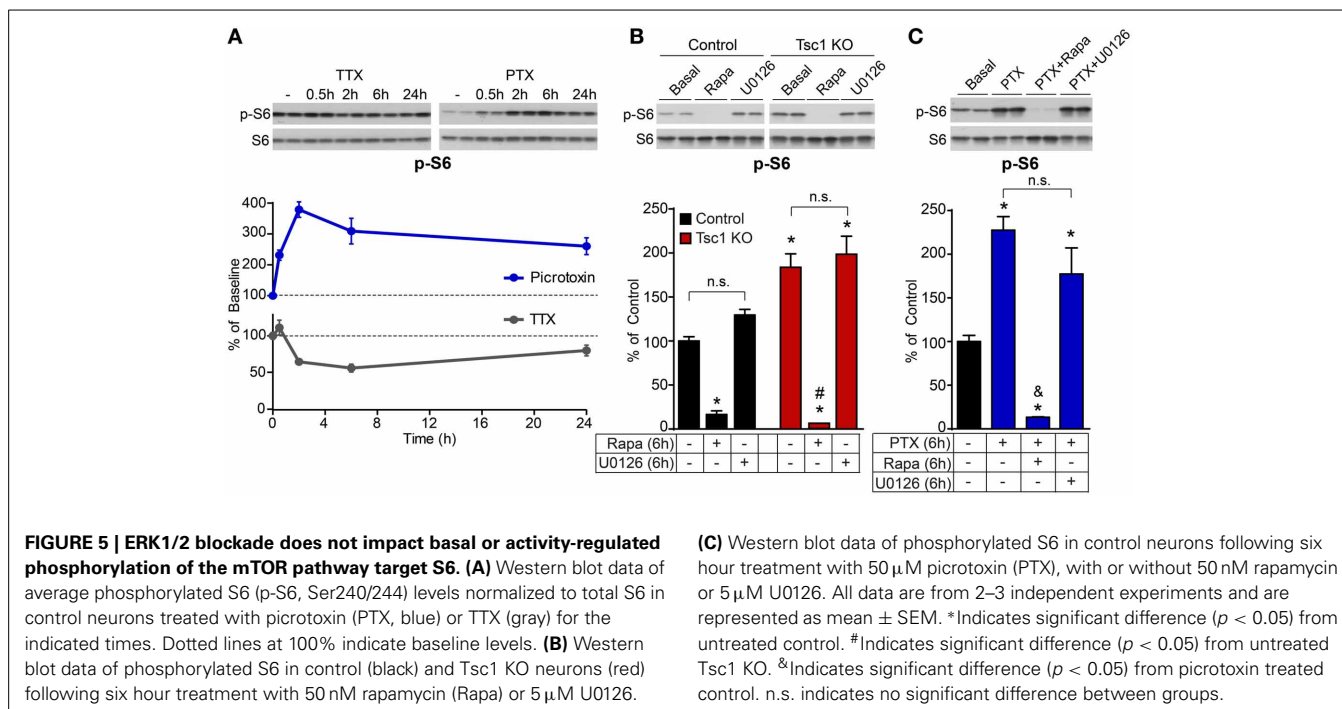 A
TTX PTX
- 0.5h 2h 6h 24h - 0.5h 2h 6h 24h
p-S6
S6
p-S6
400
300
200
100
% of Baseline
Picrotoxin
TTX
100
50
0
0 4 8 12 16 20 24
Time (h)
B
Control Tsc1 KO
Basal Rapa U0126 Basal Rapa U0126
p-S6
S6
p-S6
250
200
150
100
50
0
% of Control
Control
Tsc1 KO
n.s.
n.s.
*
*
#
*
*
Rapa (6h) - + - - + -
U0126 (6h) - - + - - +
C
Basal PTX PTX+Rapa PTX+U0126
p-S6
S6
p-S6
n.s.
250
200
150
100
50
0
% of Control
*
&
*
*
PTX (6h) - + + +
Rapa (6h) - - + -
U0126 (6h) - - - +
FIGURE 5 | ERK1/2 blockade does not impact basal or activity-regulated
phosphorylation of the mTOR pathway target S6. (A) Western blot data of
average phosphorylated S6 (p-S6, Ser240/244) levels normalized to total S6 in
control neurons treated with picrotoxin (PTX, blue) or TTX (gray) for the
indicated times. Dotted lines at 100% indicate baseline levels. (B) Western
blot data of phosphorylated S6 in control (black) and Tsc1 KO neurons (red)
following six hour treatment with 50 nM rapamycin (Rapa) or 5 μM U0126.
(C) Western blot data of phosphorylated S6 in control neurons following six
hour treatment with 50 μM picrotoxin (PTX), with or without 50 nM rapamycin
or 5 μM U0126. All data are from 2–3 independent experiments and are
represented as mean ± SEM. *Indicates significant difference (p < 0.05) from
untreated control. #Indicates significant difference (p < 0.05) from untreated
Tsc1 KO. &Indicates significant difference (p < 0.05) from picrotoxin treated
control. n.s. indicates no significant difference between groups.